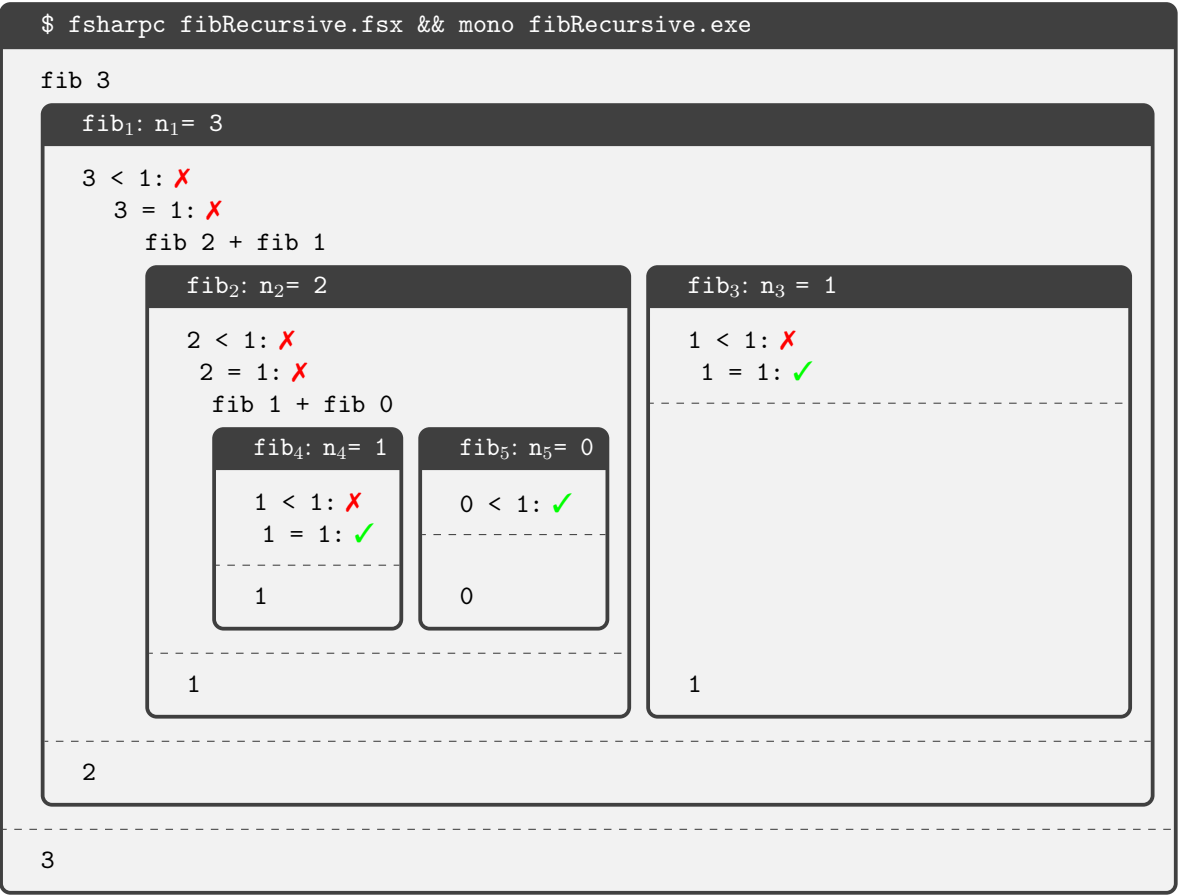 $ fsharpc fibRecursive.fsx && mono fibRecursive.exe
fib 3
fib₁: n₁= 3
3 < 1: ✗
3 = 1: ✗
fib 2 + fib 1
fib₂: n₂= 2
2 < 1: ✗
2 = 1: ✗
fib 1 + fib 0
fib₄: n₄= 1
1 < 1: ✗
1 = 1: ✓
1
fib₅: n₅= 0
0 < 1: ✓
0
1
fib₃: n₃ = 1
1 < 1: ✗
1 = 1: ✓
1
2
3